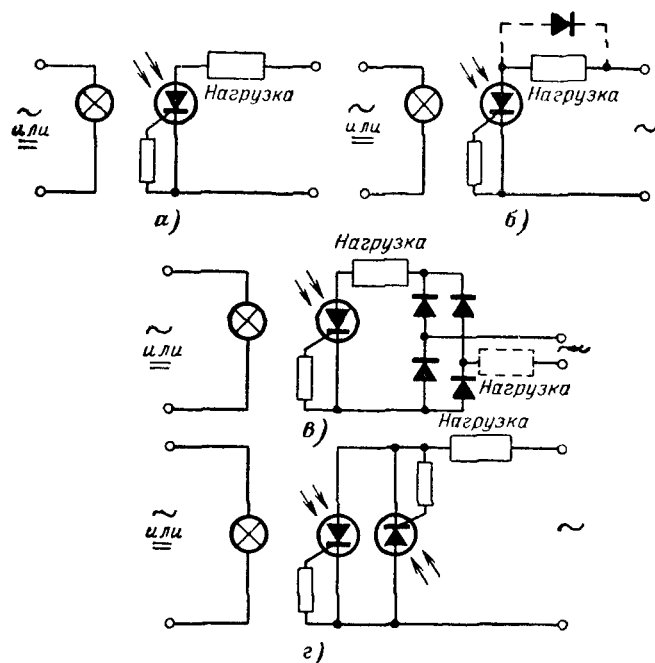 Нагрузка
Нагрузка
~
или
=
~
или
=
~
а)
б)
Нагрузка
~
или
=
~
Нагрузка
в)
Нагрузка
~
или
=
~
г)